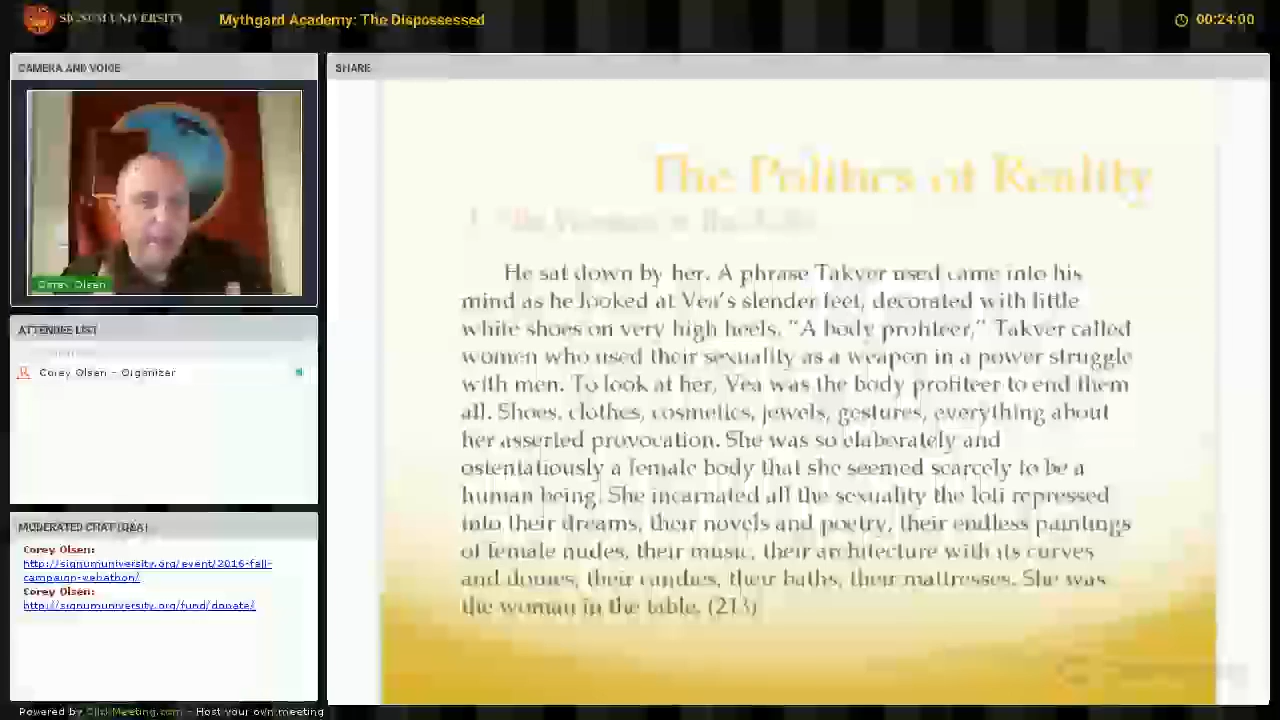 SIGNUM UNIVERSITY
Mythgard Academy: The Dispossessed
00:24:00
CAMERA AND VOICE
SHARE
Corey Olsen
The Politics of Reality
He sat down by her. A phrase Takver used came into his
mind as he looked at Vea's slender feet, decorated with little
white shoes on very high heels. "A body profiteer," Takver called
women who used their sexuality as a weapon in a power struggle
with men. To look at her, Vea was the body profiteer to end them
all. Shoes, clothes, cosmetics, jewels, gestures, everything about
her asserted provocation. She was so elaborately and
ostentatiously a female body that she seemed scarcely to be a
human being. She incarnated all the sexuality the Ioti repressed
into their dreams, their novels and poetry, their endless paintings
of female nudes, their music, their architecture with its curves
and domes, their candies, their baths, their mattresses. She was
the woman in the table. (213)
ATTENDEE LIST
Corey Olsen - Organizer
MODERATED CHAT (Q&A)
Corey Olsen:
http://signumuniversity.org/event/2016-fall-
campaign-webathon/
Corey Olsen:
http://signumuniversity.org/fund/donate/
Powered by ClickMeeting.com - Host your own meeting